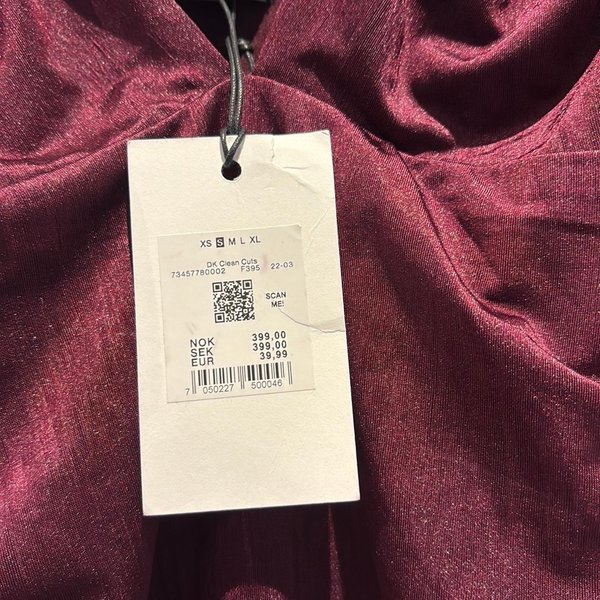 XS S M L XL
DK Clean Cuts
73457780002 F395 22-03
SCAN
ME!
NOK 399,00
SEK 399,00
EUR 39,99
7 050227 500046